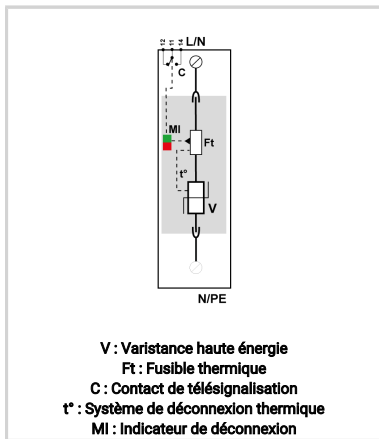 12 11 14 L/N
C
MI
Ft
t°
V
N/PE
V : Varistance haute énergie
Ft : Fusible thermique
C : Contact de télésignalisation
t° : Système de déconnexion thermique
MI : Indicateur de déconnexion